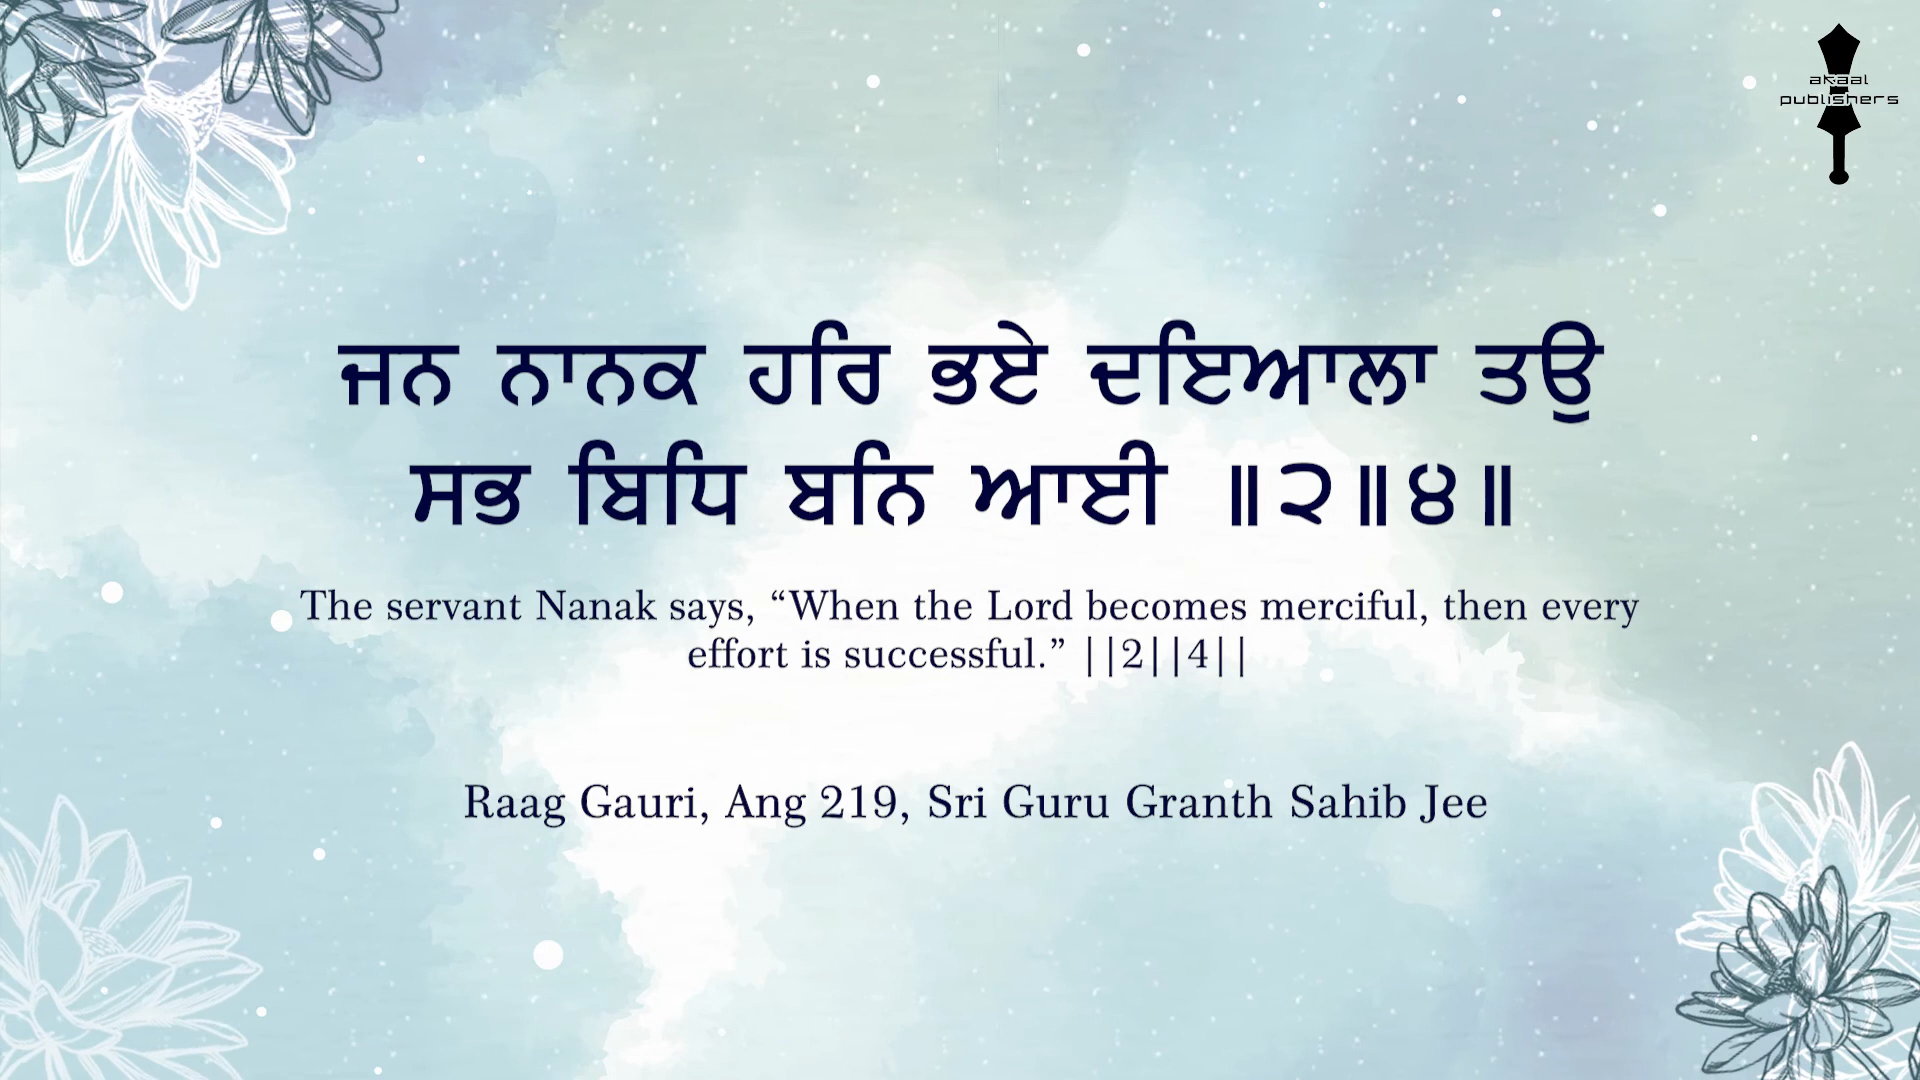 akaal
publishers
ਜਨ ਨਾਨਕ ਹਰਿ ਭਏ ਦਇਆਲਾ ਤਉ
ਸਭ ਬਿਧਿ ਬਨਿ ਆਈ ॥੨॥੪॥
The servant Nanak says, “When the Lord becomes merciful, then every
effort is successful.” ||2||4||
Raag Gauri, Ang 219, Sri Guru Granth Sahib Jee